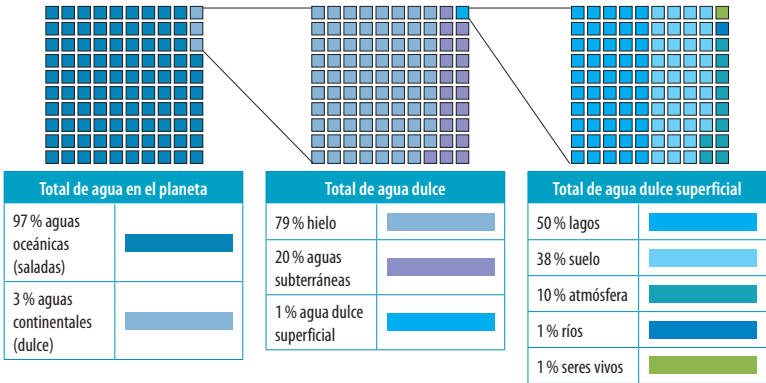 Total de agua en el planeta
97 % aguas
oceánicas
(saladas)
3 % aguas
continentales
(dulce)
Total de agua dulce
79 % hielo
20 % aguas
subterráneas
1 % agua dulce
superficial
Total de agua dulce superficial
50 % lagos
38 % suelo
10 % atmósfera
1 % ríos
1 % seres vivos